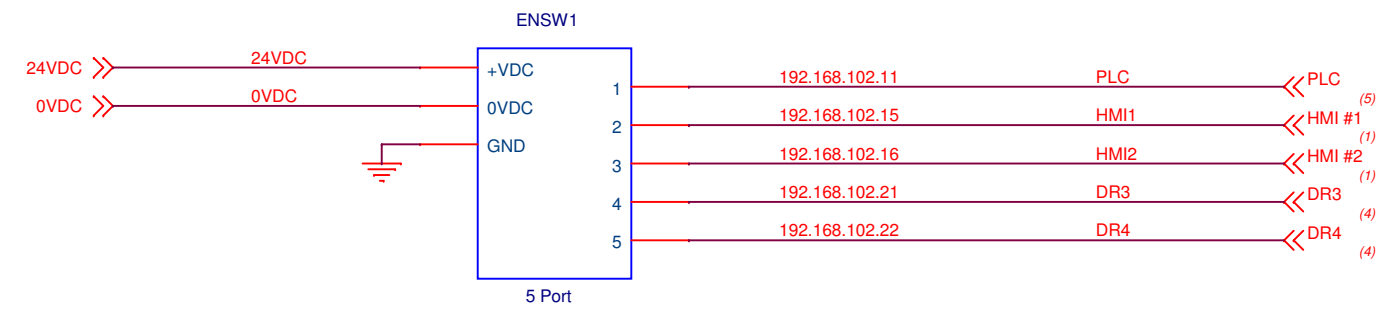 ENSW1
24VDC 24VDC +VDC
0VDC 0VDC 0VDC
GND
1 192.168.102.11 PLC PLC
(5)
2 192.168.102.15 HMI1 HMI #1
(1)
3 192.168.102.16 HMI2 HMI #2
(1)
4 192.168.102.21 DR3 DR3
(4)
5 192.168.102.22 DR4 DR4
(4)
5 Port